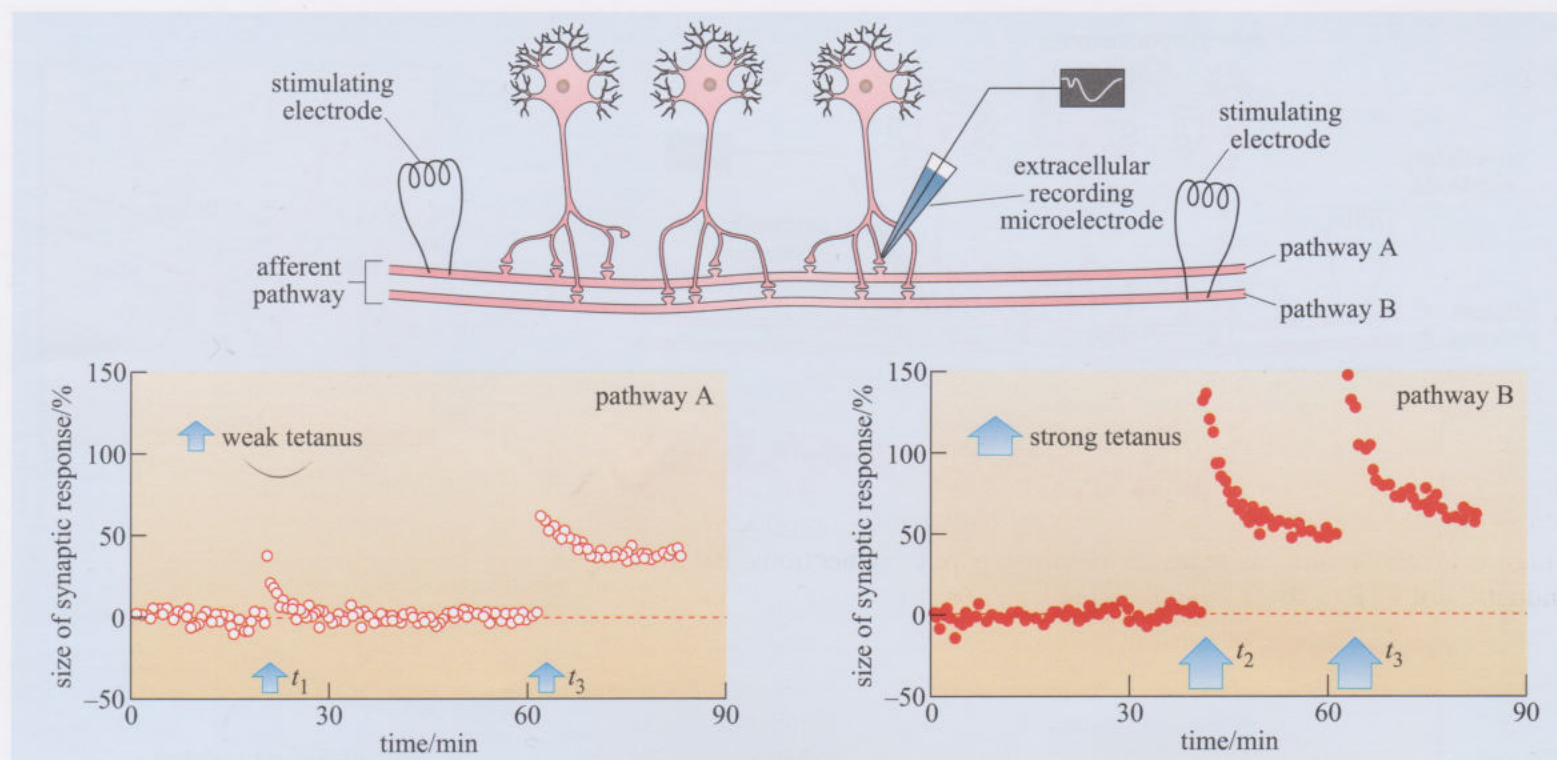 stimulating
electrode
stimulating
electrode
extracellular
recording
microelectrode
afferent
pathway
pathway A
pathway B
size of synaptic response/%
150
100
50
0
–50
pathway A
weak tetanus
t1
t3
0
30
60
90
time/min
size of synaptic response/%
150
100
50
0
–50
pathway B
strong tetanus
t2
t3
0
30
60
90
time/min